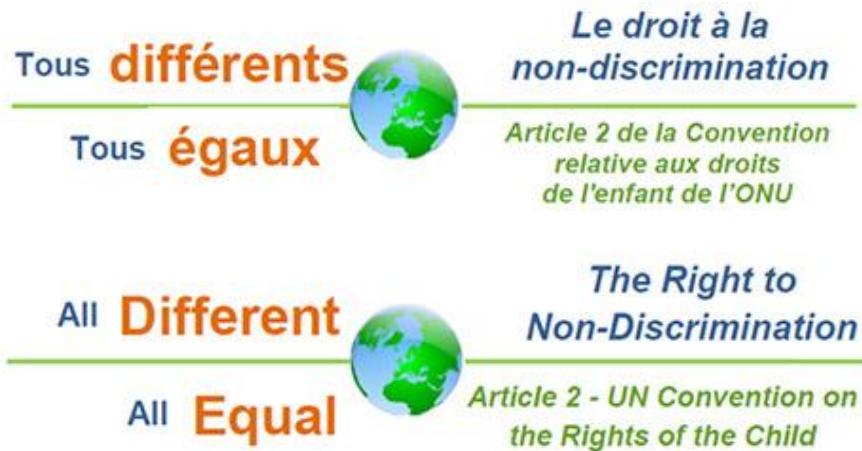 Tous différents
Tous égaux
Le droit à la
non-discrimination
Article 2 de la Convention
relative aux droits
de l'enfant de l’ONU
All Different
All Equal
The Right to
Non-Discrimination
Article 2 - UN Convention on
the Rights of the Child